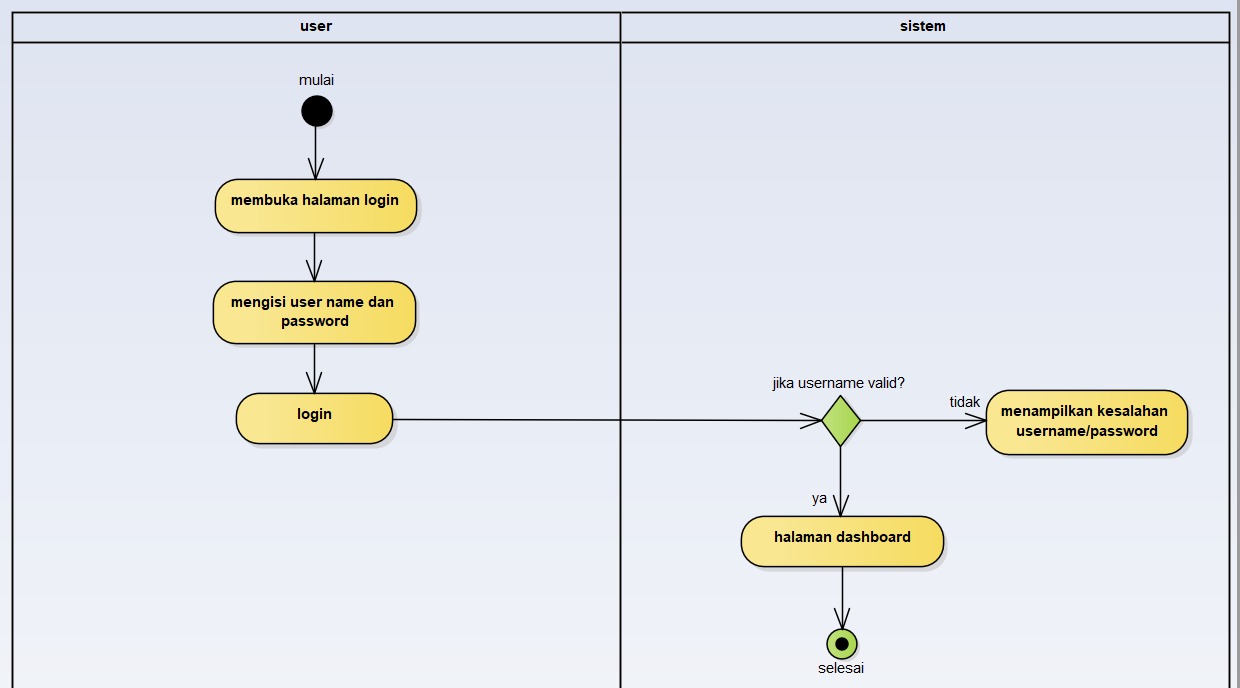 user
sistem
mulai
membuka halaman login
mengisi user name dan
password
login
jika username valid?
tidak
menampilkan kesalahan
username/password
ya
halaman dashboard
selesai